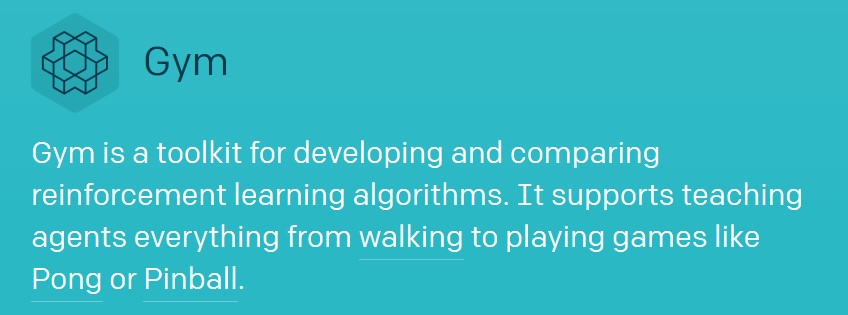 Gym
Gym is a toolkit for developing and comparing
reinforcement learning algorithms. It supports teaching
agents everything from walking to playing games like
Pong or Pinball.